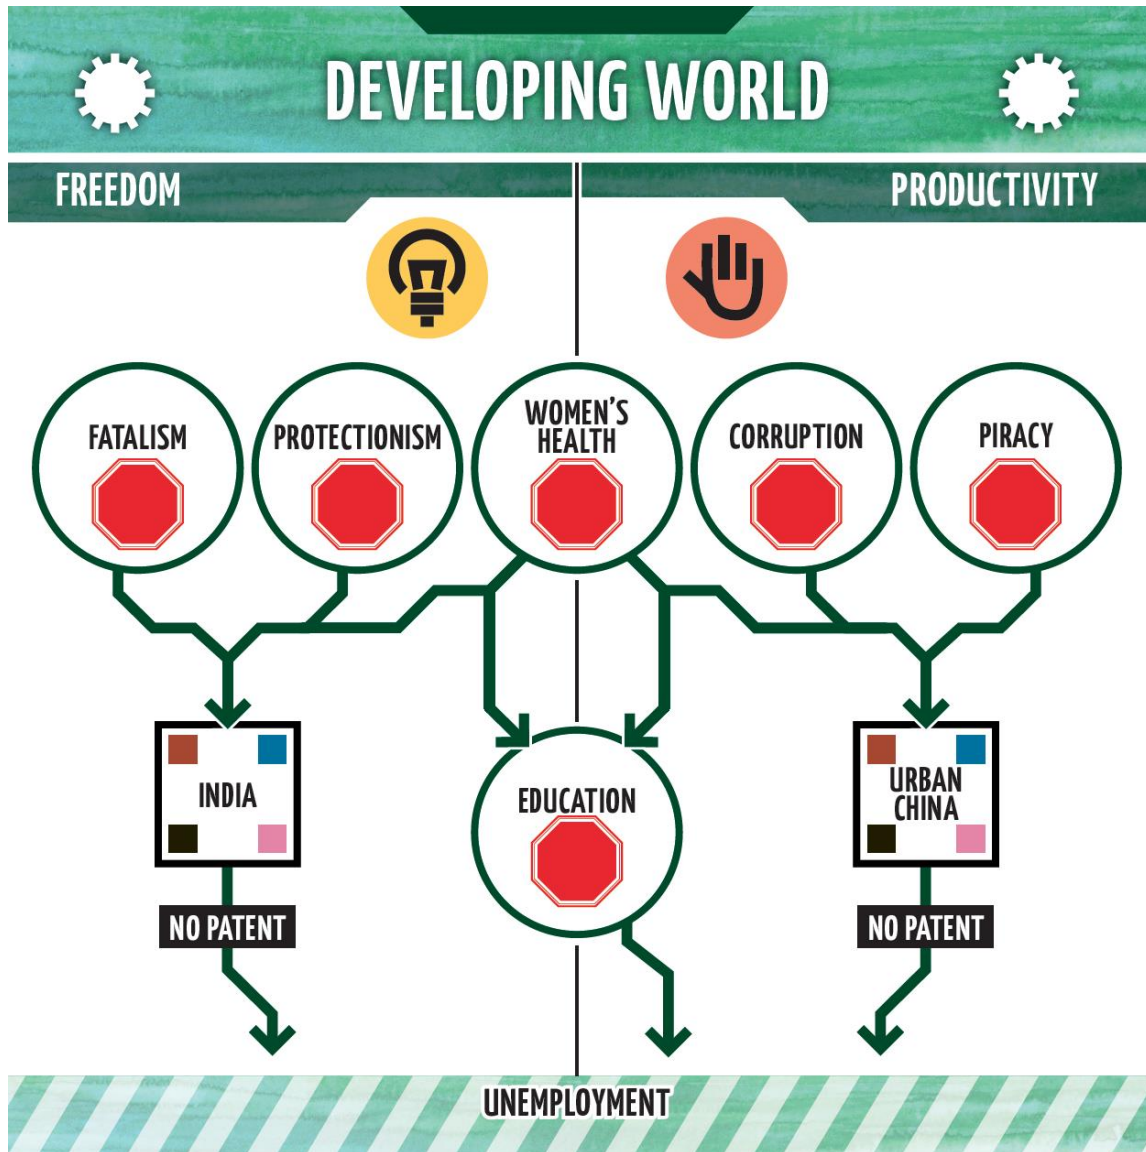 DEVELOPING WORLD
FREEDOM
PRODUCTIVITY
FATALISM
PROTECTIONISM
WOMEN'S
HEALTH
CORRUPTION
PIRACY
INDIA
EDUCATION
URBAN
CHINA
NO PATENT
NO PATENT
UNEMPLOYMENT